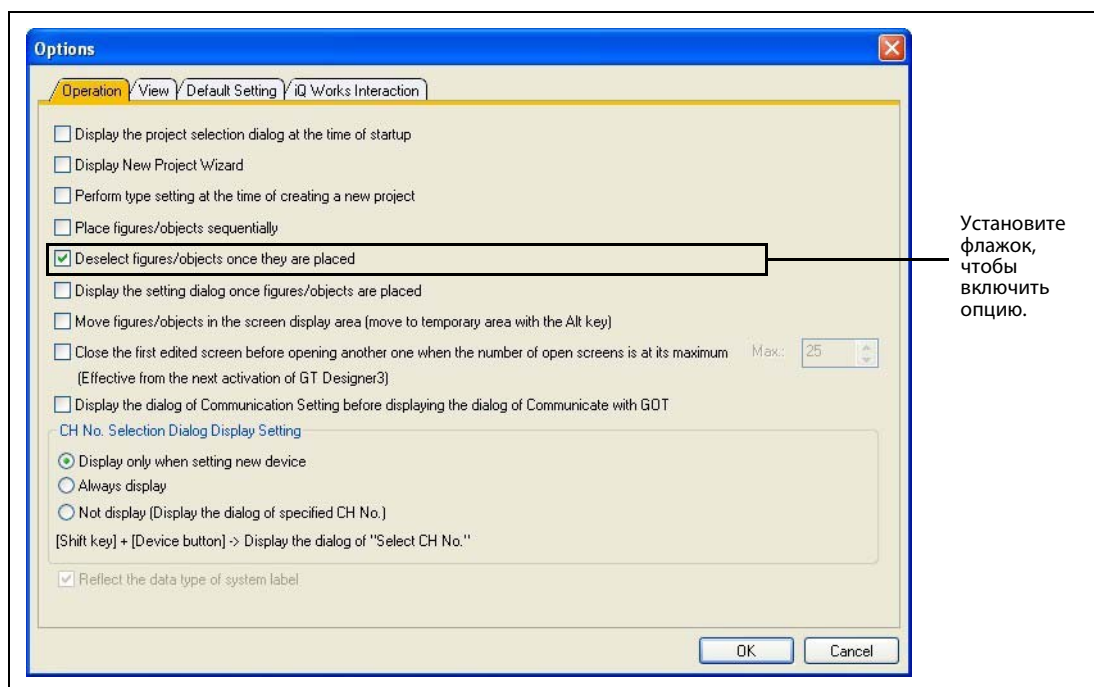 Options
Operation View Default Setting iQ Works Interaction
Display the project selection dialog at the time of startup
Display New Project Wizard
Perform type setting at the time of creating a new project
Place figures/objects sequentially
Deselect figures/objects once they are placed
Display the setting dialog once figures/objects are placed
Move figures/objects in the screen display area (move to temporary area with the Alt key)
Close the first edited screen before opening another one when the number of open screens is at its maximum Max.: 25
(Effective from the next activation of GT Designer3)
Display the dialog of Communication Setting before displaying the dialog of Communicate with GOT
CH No. Selection Dialog Display Setting
Display only when setting new device
Always display
Not display (Display the dialog of specified CH No.)
[Shift key] + [Device button] -> Display the dialog of "Select CH No."
Reflect the data type of system label
OK Cancel
Установите
флажок,
чтобы
включить
опцию.